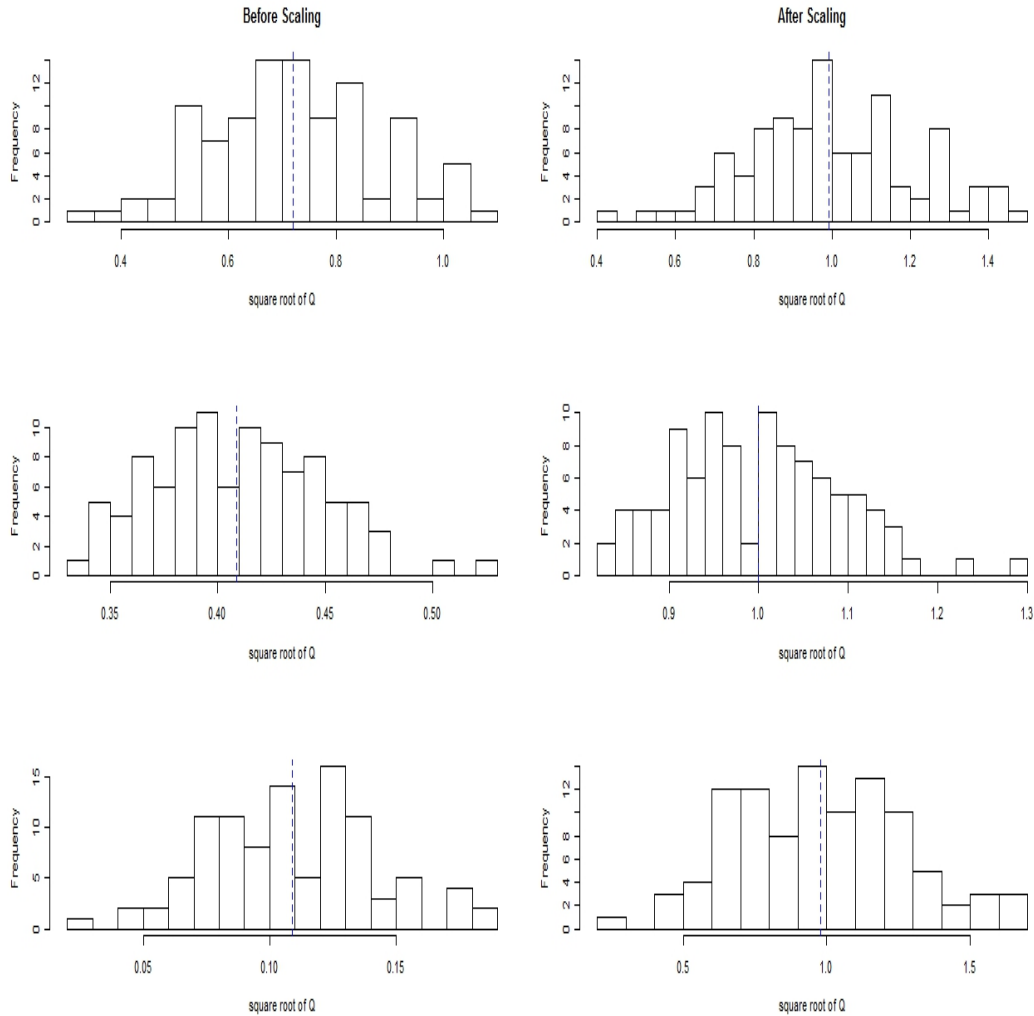 Before Scaling
After Scaling
Frequency
0 2 4 6 8 12
0.4 0.6 0.8 1.0
square root of Q
Frequency
0 2 4 6 8 12
0.4 0.6 0.8 1.0 1.2 1.4
square root of Q
Frequency
0 2 4 6 8 10
0.35 0.40 0.45 0.50
square root of Q
Frequency
0 2 4 6 8 10
0.9 1.0 1.1 1.2 1.3
square root of Q
Frequency
0 5 10 15
0.05 0.10 0.15
square root of Q
Frequency
0 2 4 6 8 12
0.5 1.0 1.5
square root of Q